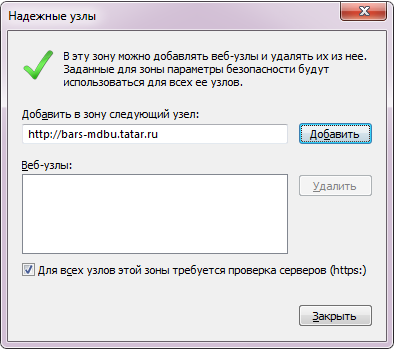 Надежные узлы
В эту зону можно добавлять веб-узлы и удалять их из нее.
Заданные для зоны параметры безопасности будут
использоваться для всех ее узлов.
Добавить в зону следующий узел:
http://bars-mdbu.tatar.ru
Добавить
Веб-узлы:
Удалить
Для всех узлов этой зоны требуется проверка серверов (https:)
Закрыть